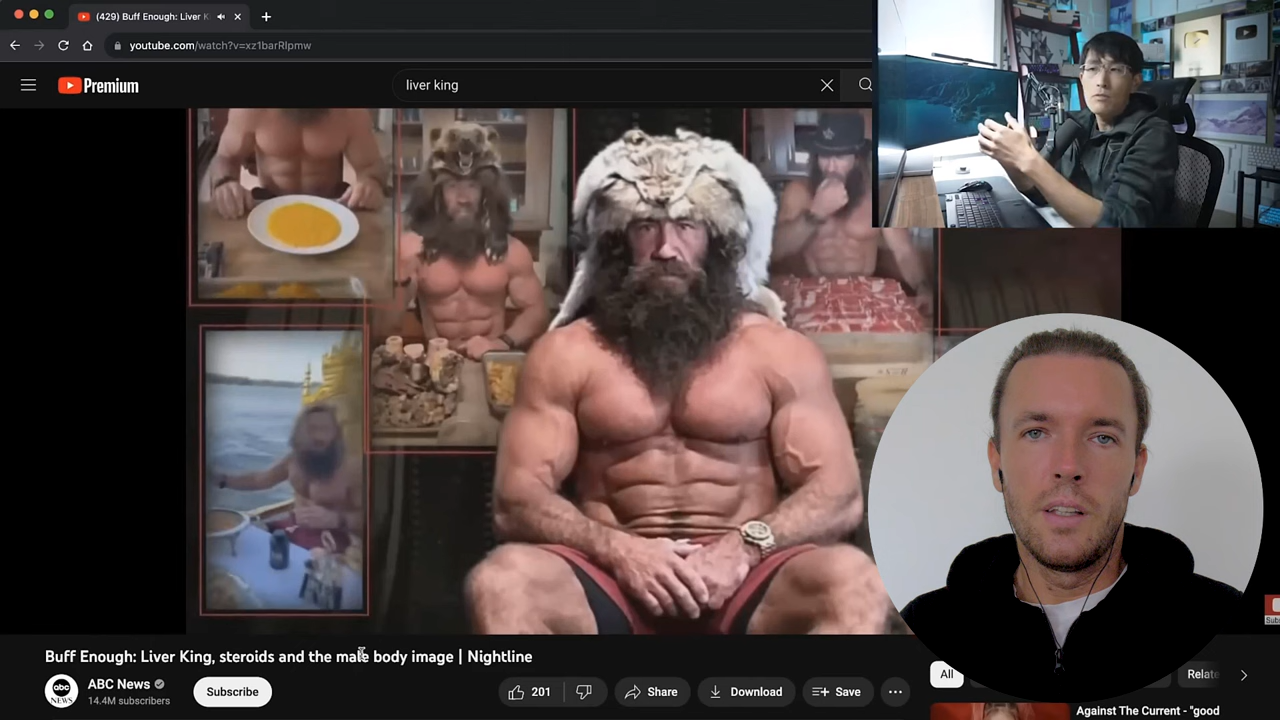 (429) Buff Enough: Liver K
youtube.com/watch?v=xz1barRlpmw
Premium
liver king
Buff Enough: Liver King, steroids and the male body image | Nightline
abc NEWS
ABC News
14.4M subscribers
Subscribe
201
Share
Download
Save
All
Relate
Against The Current - "good